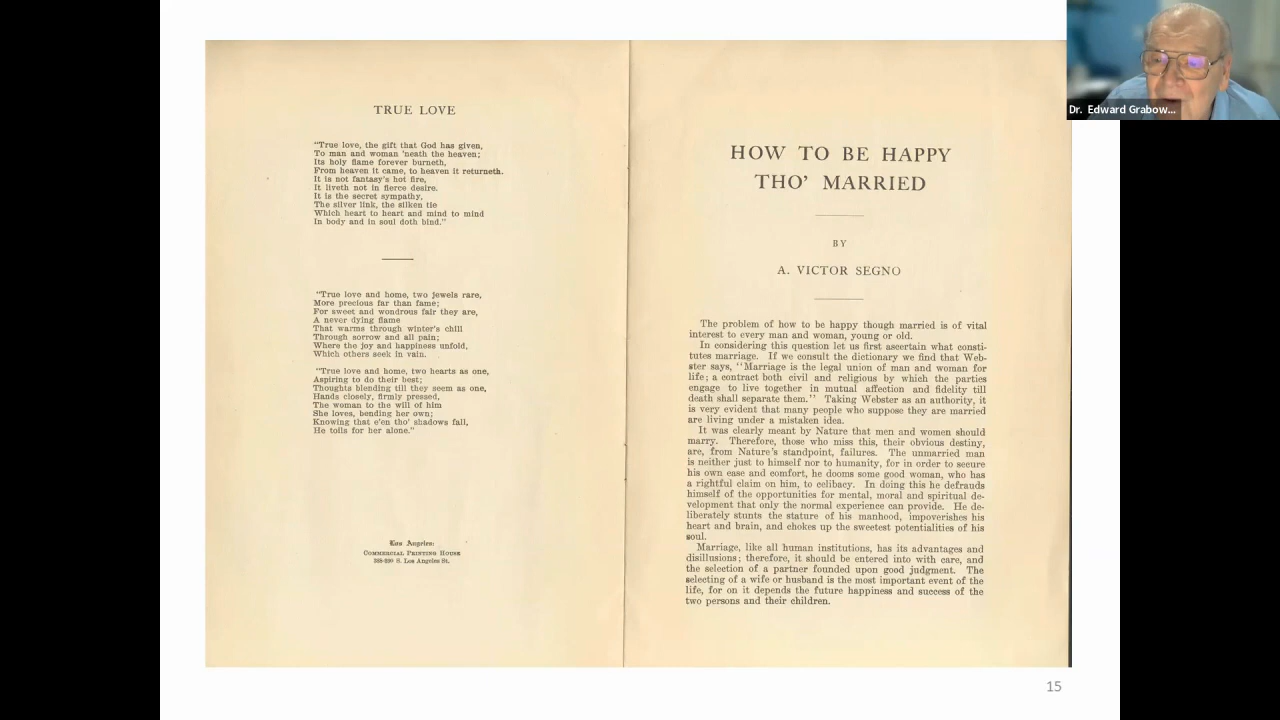 TRUE LOVE
"True love, the gift that God has given,
To man and woman 'neath the heaven;
Its holy flame forever burneth,
From heaven it came, to heaven it returneth.
It is not fantasy's hot fire,
It liveth not in fierce desire.
It is the secret sympathy,
The silver link, the silken tie
Which heart to heart and mind to mind
In body and in soul doth bind."
"True love and home, two jewels rare,
More precious far than fame;
For sweet and wondrous fair they are,
A never dying flame
That warms through winter's chill
Through sorrow and all pain;
Where the joy and happiness unfold,
Which others seek in vain.
"True love and home, two hearts as one,
Aspiring to do their best;
Thoughts blending till they seem as one,
Hands closely, firmly pressed,
The woman to the will of him
She loves, bending her own;
Knowing that e'en tho' shadows fall,
He toils for her alone."
Los Angeles:
COMMERCIAL PRINTING HOUSE
S. Los Angeles St.
HOW TO BE HAPPY
THO' MARRIED
BY
A. VICTOR SEGNO
The problem of how to be happy though married is of vital
interest to every man and woman, young or old.
In considering this question let us first ascertain what consti-
tutes marriage. If we consult the dictionary we find that Web-
ster says, "Marriage is the legal union of man and woman for
life; a contract both civil and religious by which the parties
engage to live together in mutual affection and fidelity till
death shall separate them." Taking Webster as an authority, it
is very evident that many people who suppose they are married
are living under a mistaken idea.
It was clearly meant by Nature that men and women should
marry. Therefore, those who miss this, their obvious destiny,
are, from Nature's standpoint, failures. The unmarried man
is neither just to himself nor to humanity, for in order to secure
his own ease and comfort, he dooms some good woman, who has
a rightful claim on him, to celibacy. In doing this he defrauds
himself of the opportunities for mental, moral and spiritual de-
velopment that only the normal experience can provide. He de-
liberately stunts the stature of his manhood, impoverishes his
heart and brain, and chokes up the sweetest potentialities of his
soul.
Marriage, like all human institutions, has its advantages and
disillusions; therefore, it should be entered into with care, and
the selection of a partner founded upon good judgment. The
selecting of a wife or husband is the most important event of the
life, for on it depends the future happiness and success of the
two persons and their children.
Dr. Edward Grabow...
15